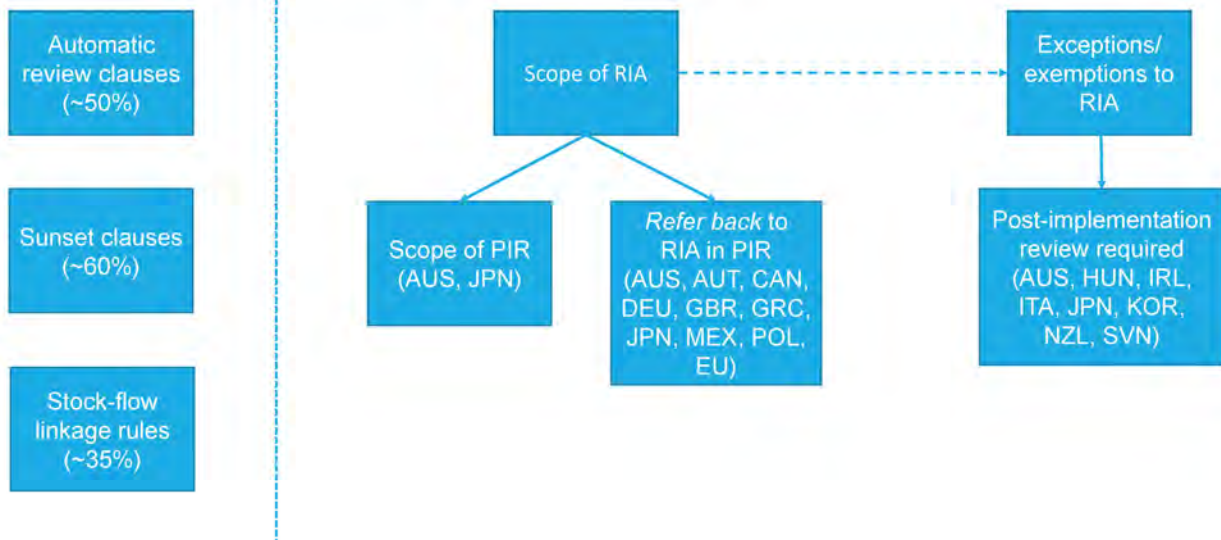 Automatic
review clauses
(~50%)
Sunset clauses
(~60%)
Stock-flow
linkage rules
(~35%)
Scope of RIA
Exceptions/
exemptions to
RIA
Scope of PIR
(AUS, JPN)
Refer back to
RIA in PIR
(AUS, AUT, CAN,
DEU, GBR, GRC,
JPN, MEX, POL,
EU)
Post-implementation
review required
(AUS, HUN, IRL,
ITA, JPN, KOR,
NZL, SVN)